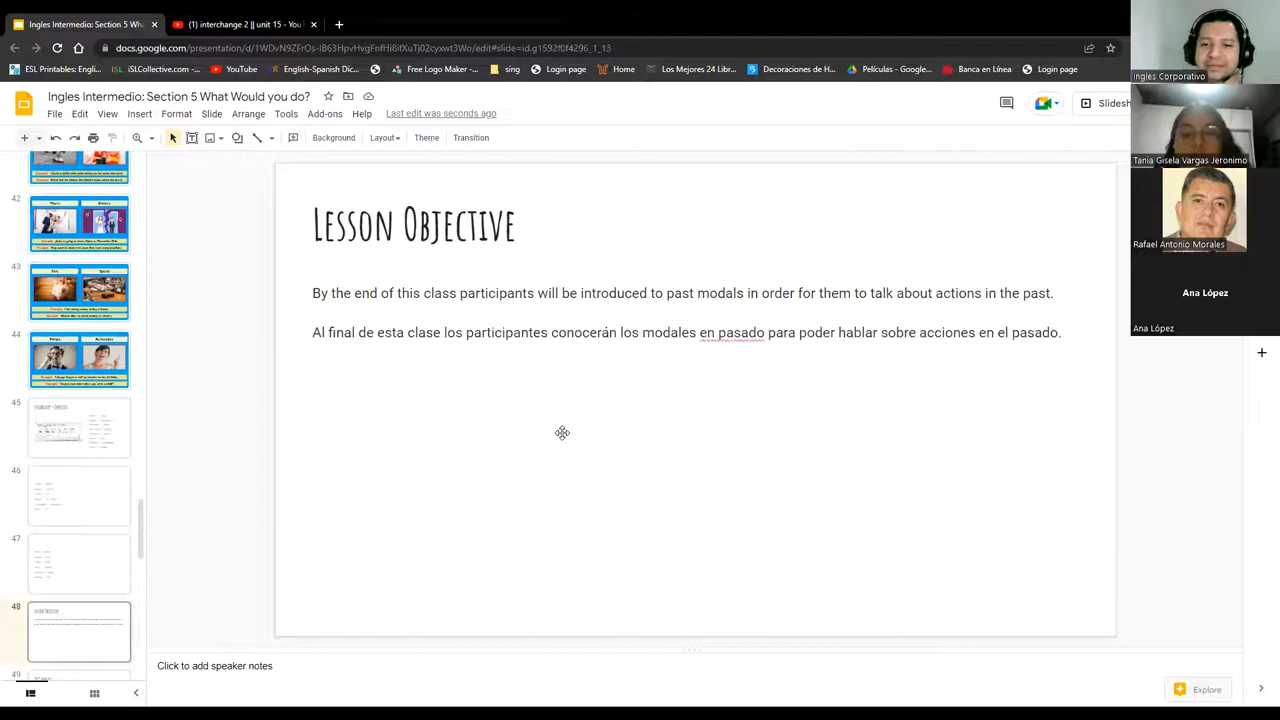 Ingles Intermedio: Section 5 What
(1) interchange 2 || unit 15 - You
docs.google.com/presentation/d/1WDvN9ZFrOs-IB63HpvHvgFnfHi8ifXuTj02cyxwt3Wo/edit#slide=id.g1592f0f4296_1_13
ESL Printables: Engl...
iSLCollective.com -...
YouTube
English-Spanish Dic...
Login page
Free Logo Maker -...
sing
Login page
Home
Los Mejores 24 Libr...
Decoraciones de H...
Películas - Google...
Banca en Línea
Login page
Ingles Intermedio: Section 5 What Would you do?
File Edit View Insert Format Slide Arrange Tools Add-ons Help Last edit was seconds ago
Slidesh
Background Layout Theme Transition
42
43
44
45
46
47
48
49
Lesson Objective
By the end of this class participants will be introduced to past modals in order for them to talk about actions in the past.
Al final de esta clase los participantes conocerán los modales en pasado para poder hablar sobre acciones en el pasado.
Click to add speaker notes
Explore
Ingles Corporativo
Tania Gisela Vargas Jeronimo
Rafael Antonio Morales
Ana López
Ana López